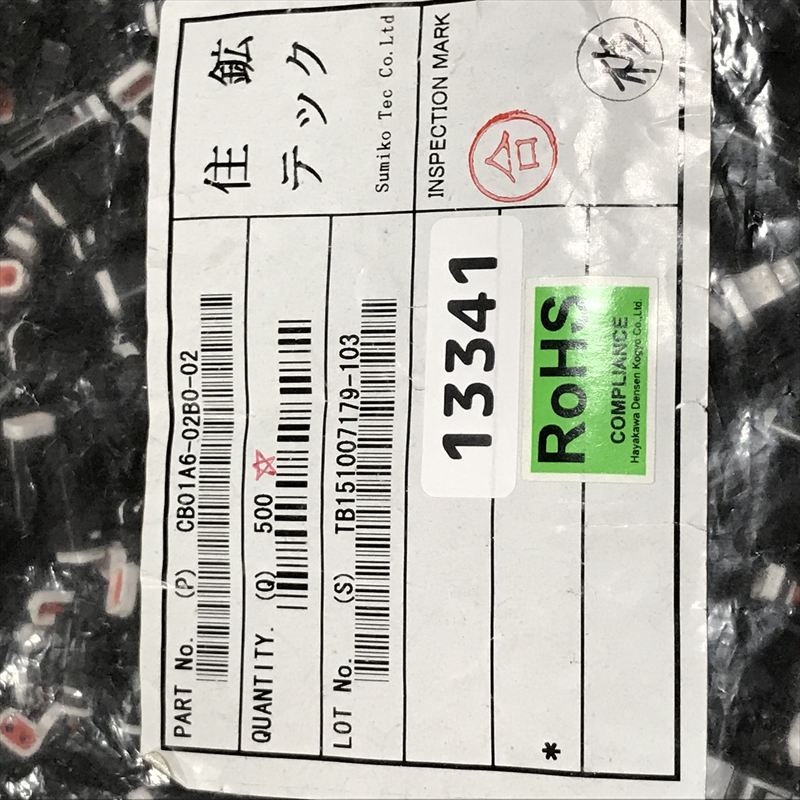 住鉱
テック
Sumiko Tec Co. Ltd
INSPECTION MARK
合
PART No. (P) CB01A6-02B0-02
QUANTITY. (Q) 500
LOT No. (S) TB151007179-103
13341
RoHS
COMPLIANCE
Hayakawa Densen Kogyo Co.,Ltd.
*